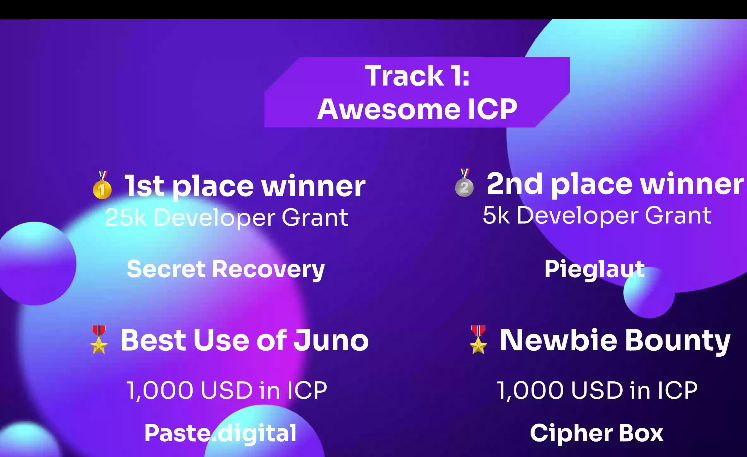 Track 1:
Awesome ICP
1st place winner
25k Developer Grant
Secret Recovery
2nd place winner
5k Developer Grant
Pieglaut
Best Use of Juno
1,000 USD in ICP
Paste.digital
Newbie Bounty
1,000 USD in ICP
Cipher Box